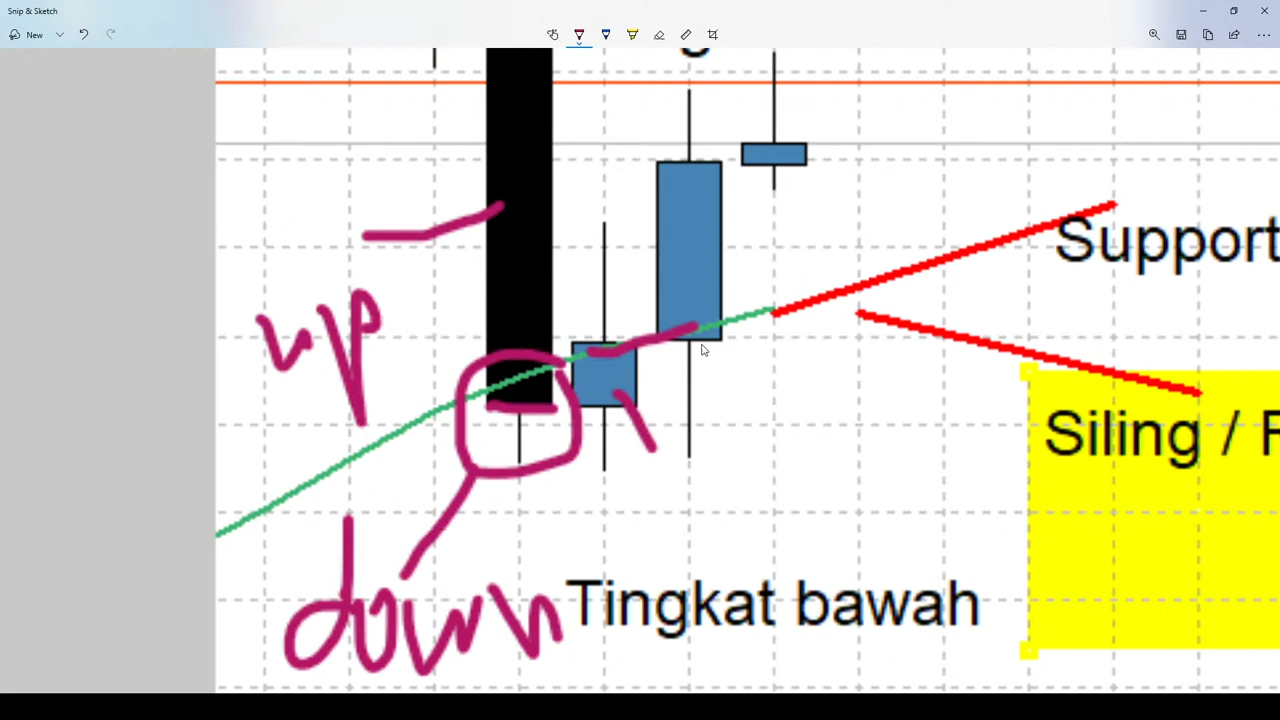 Snip & Sketch
New
Support
up
Siling /
down
Tingkat bawah